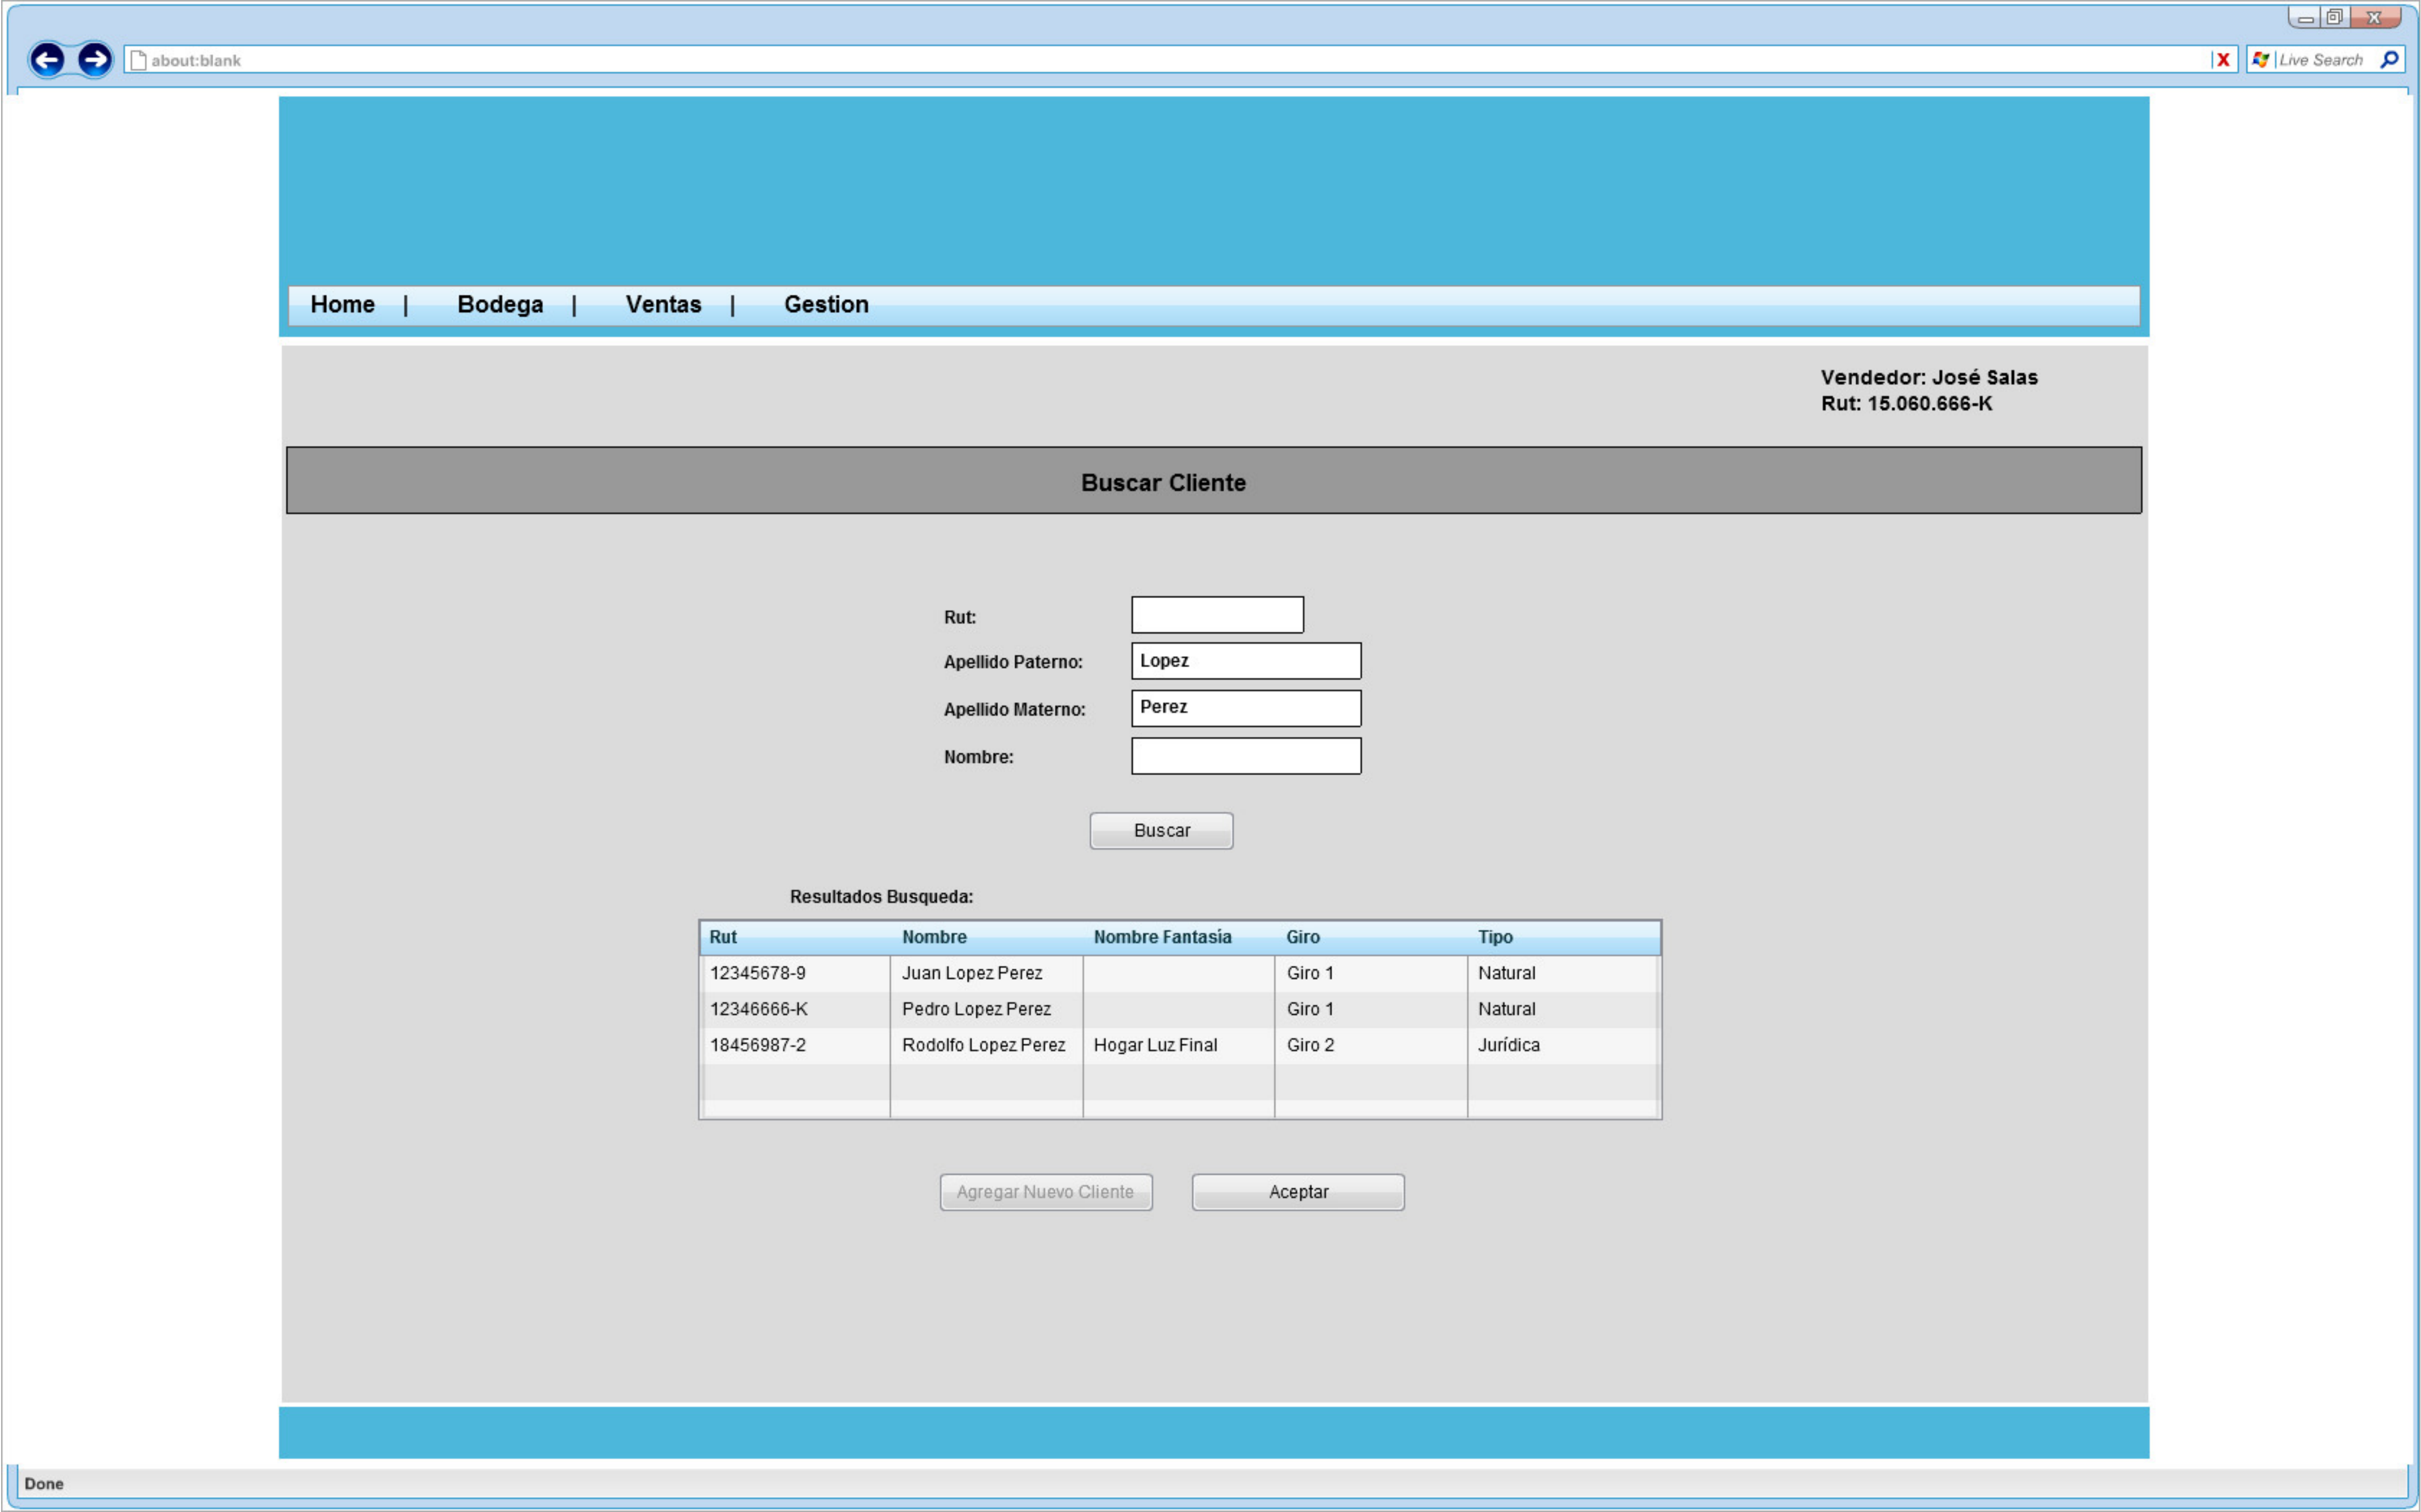 about:blank
X
Live Search
Home | Bodega | Ventas | Gestion
Vendedor: José Salas
Rut: 15.060.666-K
Buscar Cliente
Rut:
Apellido Paterno: Lopez
Apellido Materno: Perez
Nombre:
Buscar
Resultados Busqueda:
Rut Nombre Nombre Fantasía Giro Tipo
12345678-9 Juan Lopez Perez Giro 1 Natural
12346666-K Pedro Lopez Perez Giro 1 Natural
18456987-2 Rodolfo Lopez Perez Hogar Luz Final Giro 2 Jurídica
Agregar Nuevo Cliente Aceptar
Done